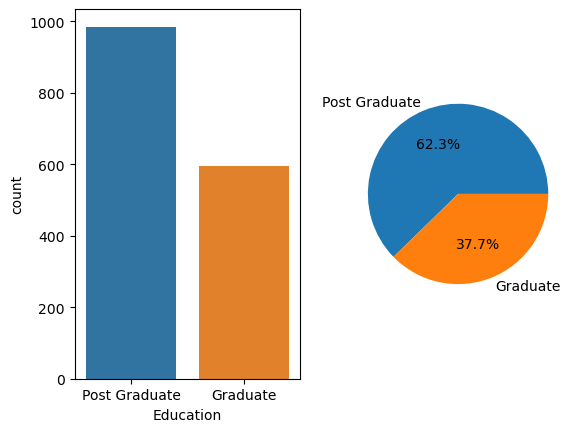 1000
800
600
400
200
0
count
Post Graduate
Graduate
Education
Post Graduate
62.3%
37.7%
Graduate